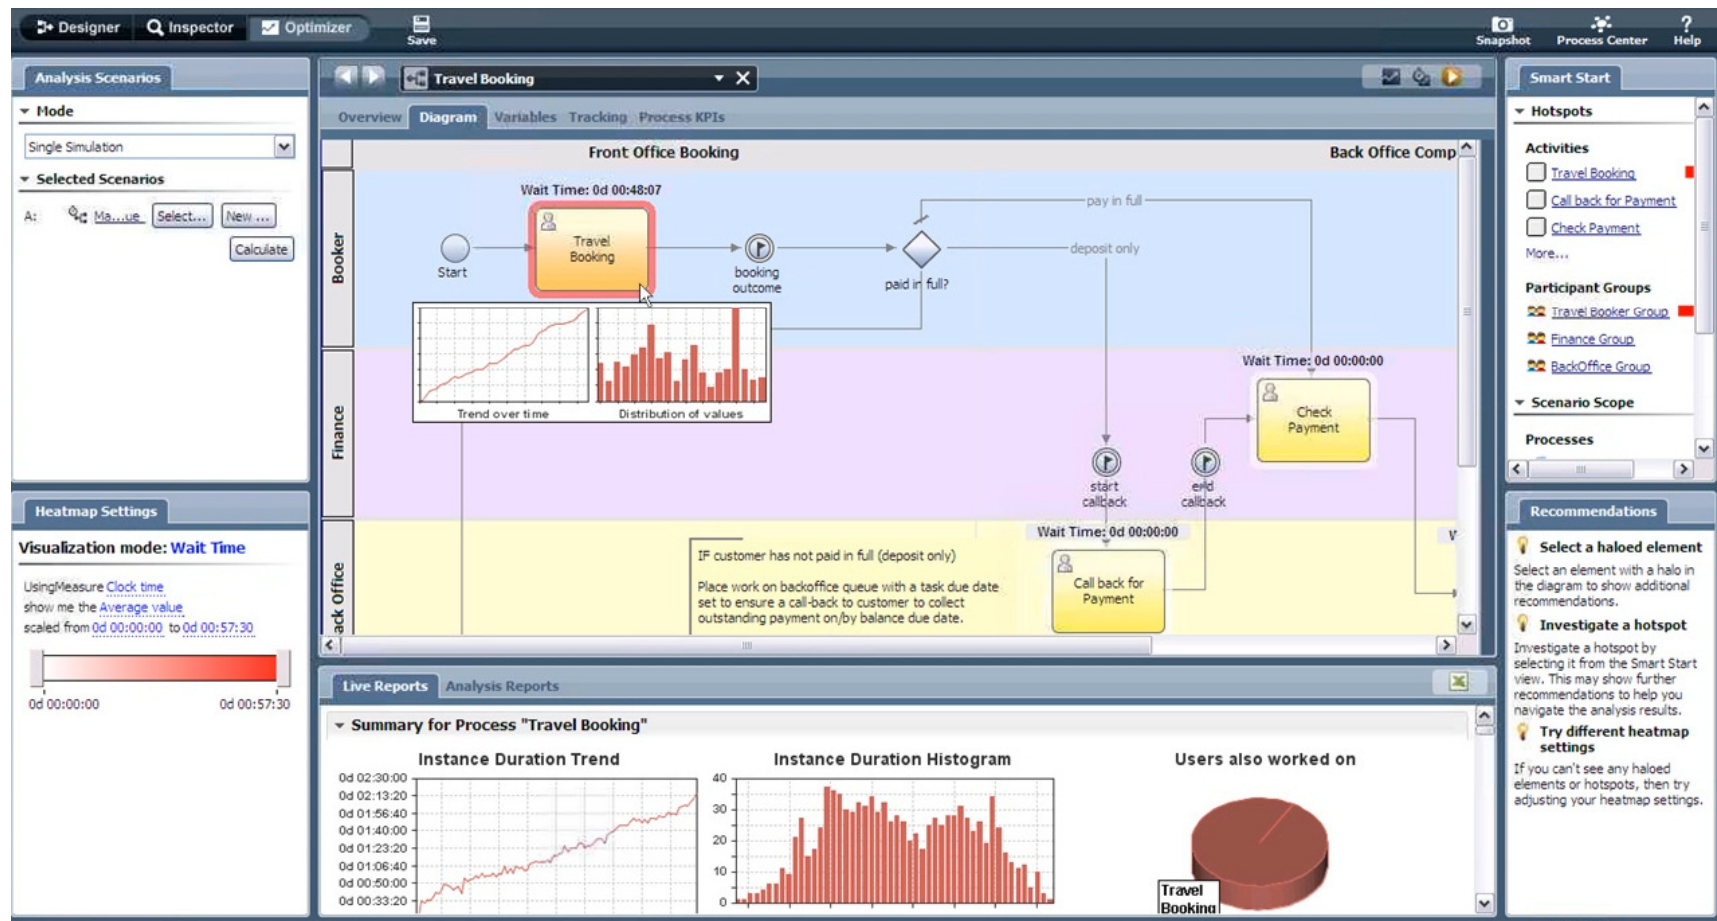 Designer
Inspector
Optimizer
Save
Snapshot
Process Center
Help
Analysis Scenarios
Mode
Single Simulation
Selected Scenarios
A:
Ma...ue
Select...
New ...
Calculate
Heatmap Settings
Visualization mode: Wait Time
UsingMeasure Clock time
show me the Average value
scaled from 0d 00:00:00 to 0d 00:57:30
0d 00:00:00
0d 00:57:30
Travel Booking
Overview
Diagram
Variables
Tracking
Process KPIs
Front Office Booking
Back Office Comp
Booker
Wait Time: 0d 00:48:07
Start
Travel
Booking
booking
outcome
paid in full?
pay in full
deposit only
Trend over time
Distribution of values
Finance
Wait Time: 0d 00:00:00
Check
Payment
start
callback
end
callback
ack Office
IF customer has not paid in full (deposit only)
Place work on backoffice queue with a task due date
set to ensure a call-back to customer to collect
outstanding payment on/by balance due date.
Wait Time: 0d 00:00:00
Call back for
Payment
Live Reports
Analysis Reports
Summary for Process "Travel Booking"
Instance Duration Trend
0d 02:30:00
0d 02:13:20
0d 01:56:40
0d 01:40:00
0d 01:23:20
0d 01:06:40
0d 00:50:00
0d 00:33:20
Instance Duration Histogram
40
30
20
10
0
Users also worked on
Travel
Booking
Smart Start
Hotspots
Activities
Travel Booking
Call back for Payment
Check Payment
More...
Participant Groups
Travel Booker Group
Finance Group
BackOffice Group
Scenario Scope
Processes
Recommendations
Select a haloed element
Select an element with a halo in
the diagram to show additional
recommendations.
Investigate a hotspot
Investigate a hotspot by
selecting it from the Smart Start
view. This may show further
recommendations to help you
navigate the analysis results.
Try different heatmap
settings
If you can't see any haloed
elements or hotspots, then try
adjusting your heatmap settings.